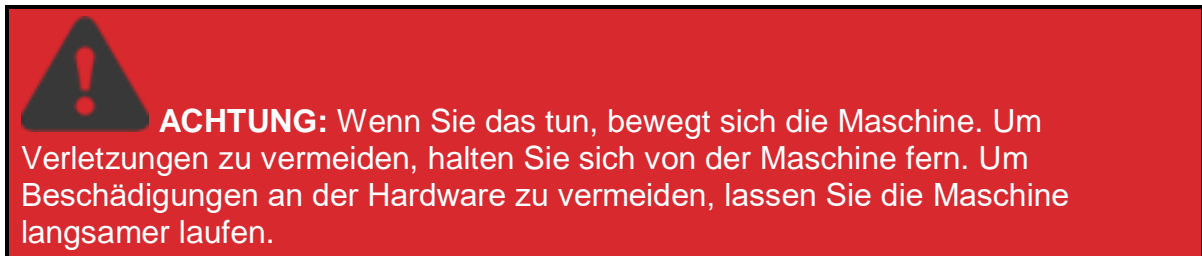 ACHTUNG: Wenn Sie das tun, bewegt sich die Maschine. Um
Verletzungen zu vermeiden, halten Sie sich von der Maschine fern. Um
Beschädigungen an der Hardware zu vermeiden, lassen Sie die Maschine
langsamer laufen.